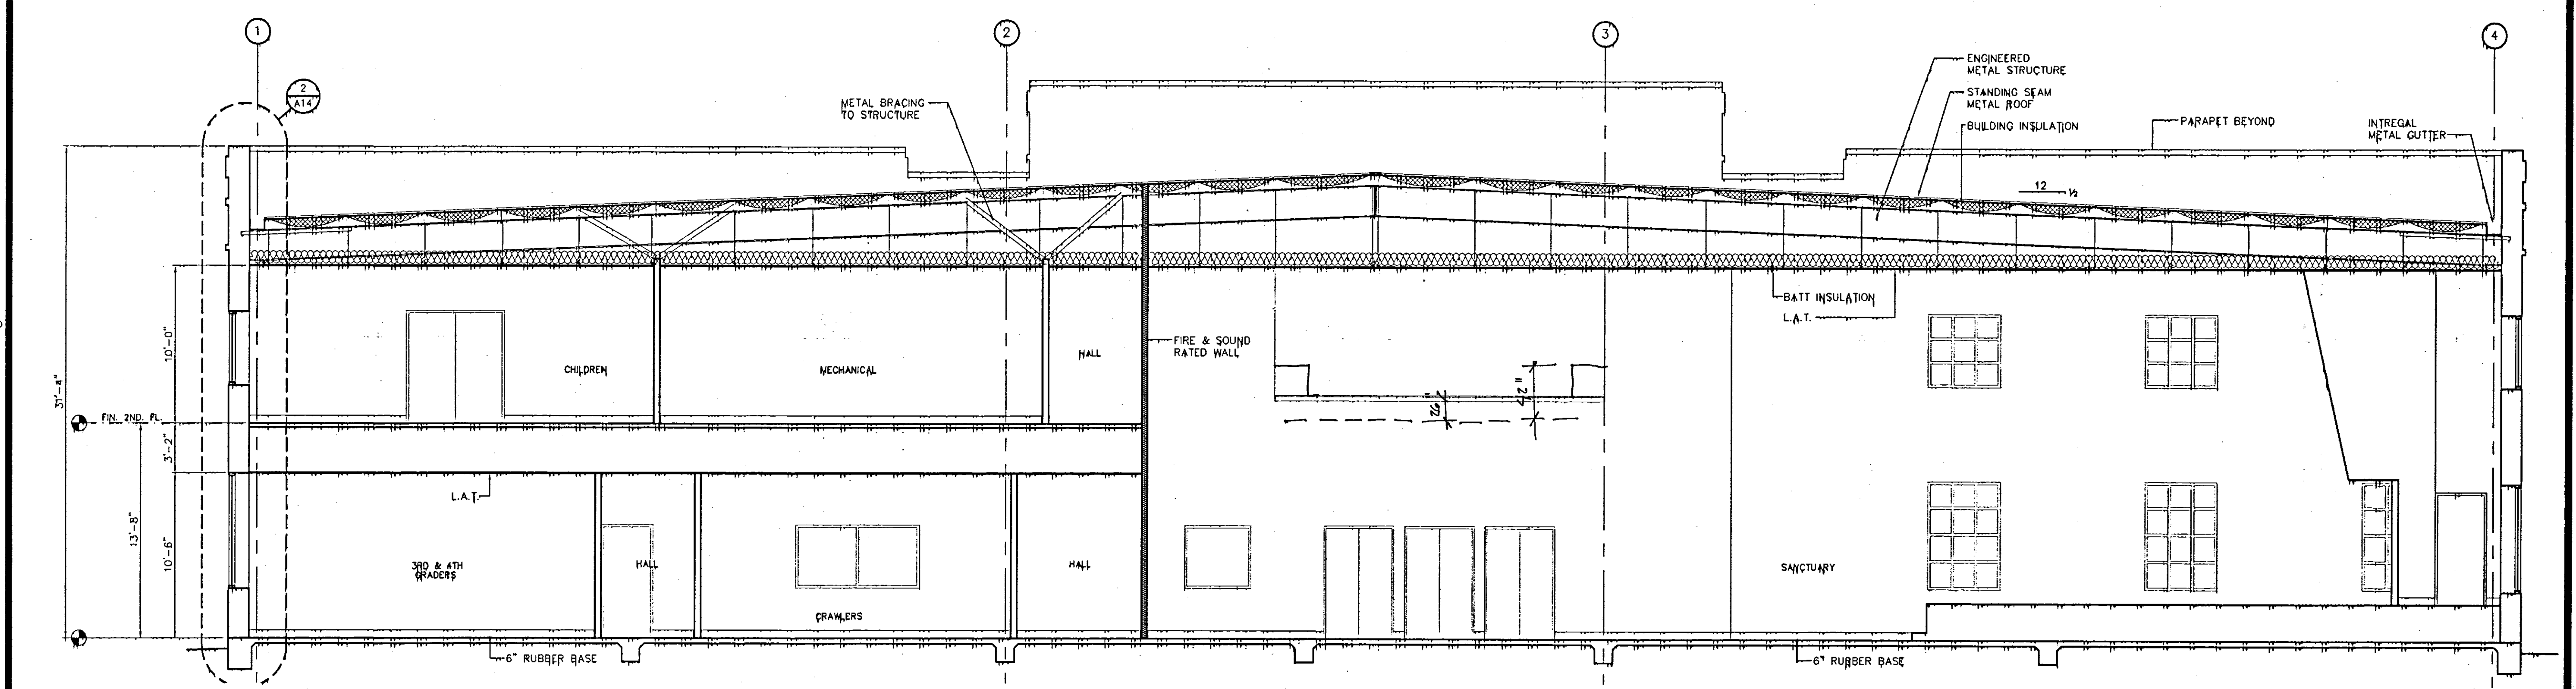 1
2
3
4
2
A14
METAL BRACING
TO STRUCTURE
ENGINEERED
METAL STRUCTURE
STANDING SEAM
METAL ROOF
BUILDING INSULATION
PARAPET BEYOND
INTREGAL
METAL GUTTER
12
½
BATT INSULATION
L.A.T.
FIRE & SOUND
RATED WALL
CHILDREN
MECHANICAL
HALL
10'-0"
31'-4"
FIN. 2ND. FL.
3'-2"
26"
42"
L.A.T.
13'-8"
10'-6"
3RD & 4TH
GRADERS
HALL
CRAWLERS
HALL
SANCTUARY
6" RUBBER BASE
6" RUBBER BASE